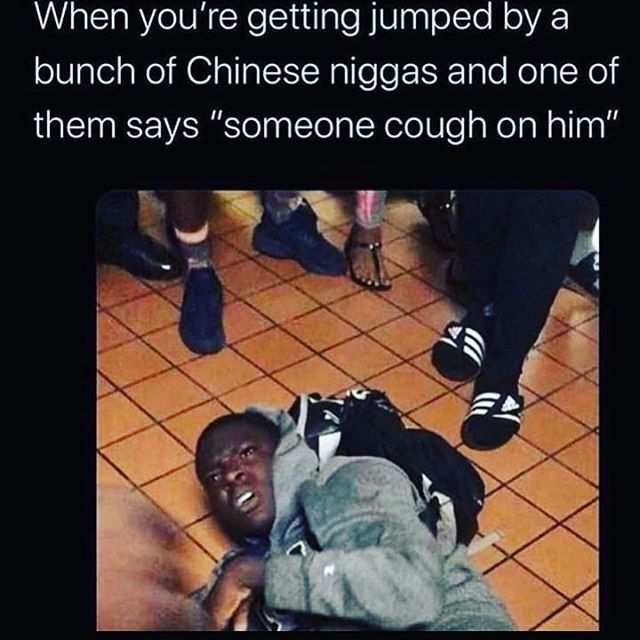 When you're getting jumped by a
bunch of Chinese niggas and one of
them says "someone cough on him"